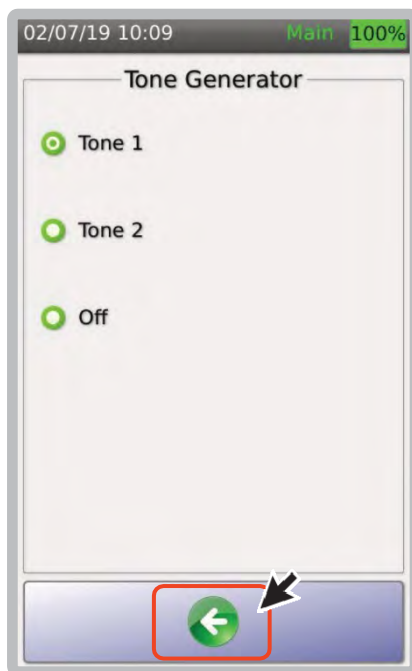 02/07/19 10:09 Main 100%
Tone Generator
Tone 1
Tone 2
Off